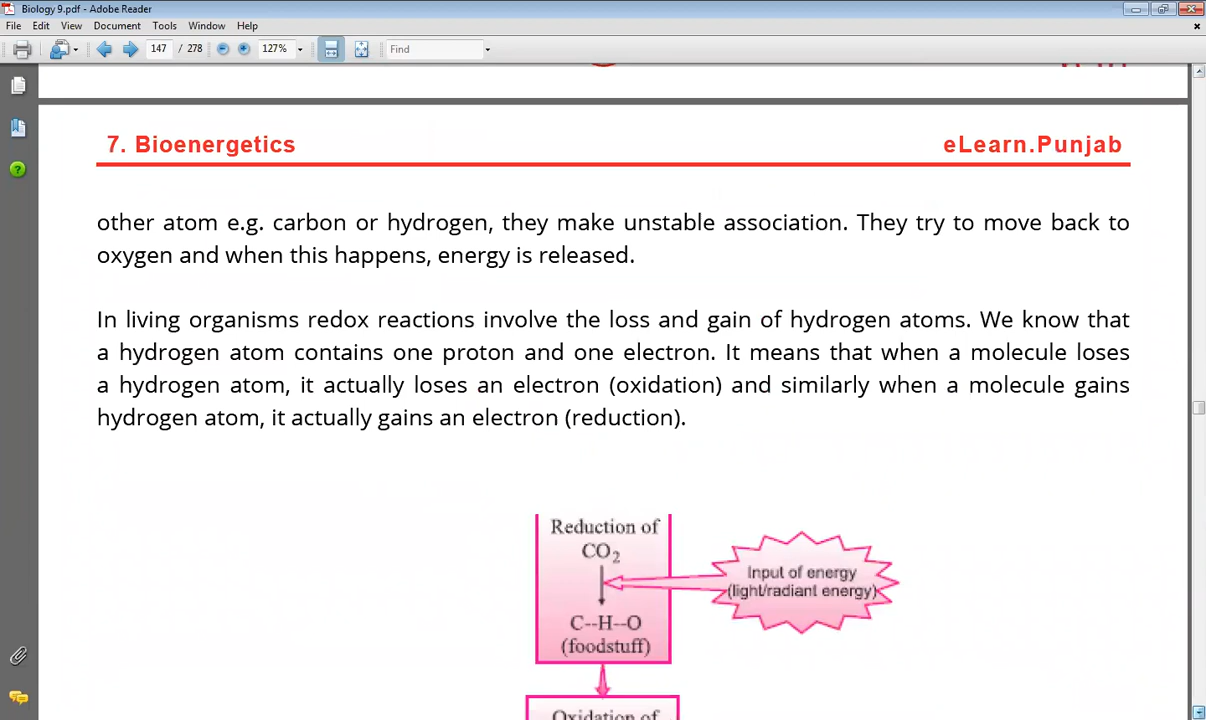 Biology 9.pdf - Adobe Reader
File Edit View Document Tools Window Help
147 / 278 127% Find
7. Bioenergetics eLearn.Punjab
other atom e.g. carbon or hydrogen, they make unstable association. They try to move back to
oxygen and when this happens, energy is released.
In living organisms redox reactions involve the loss and gain of hydrogen atoms. We know that
a hydrogen atom contains one proton and one electron. It means that when a molecule loses
a hydrogen atom, it actually loses an electron (oxidation) and similarly when a molecule gains
hydrogen atom, it actually gains an electron (reduction).
Reduction of
CO2
C--H--O
(foodstuff)
Input of energy
(light/radiant energy)
Oxidation of